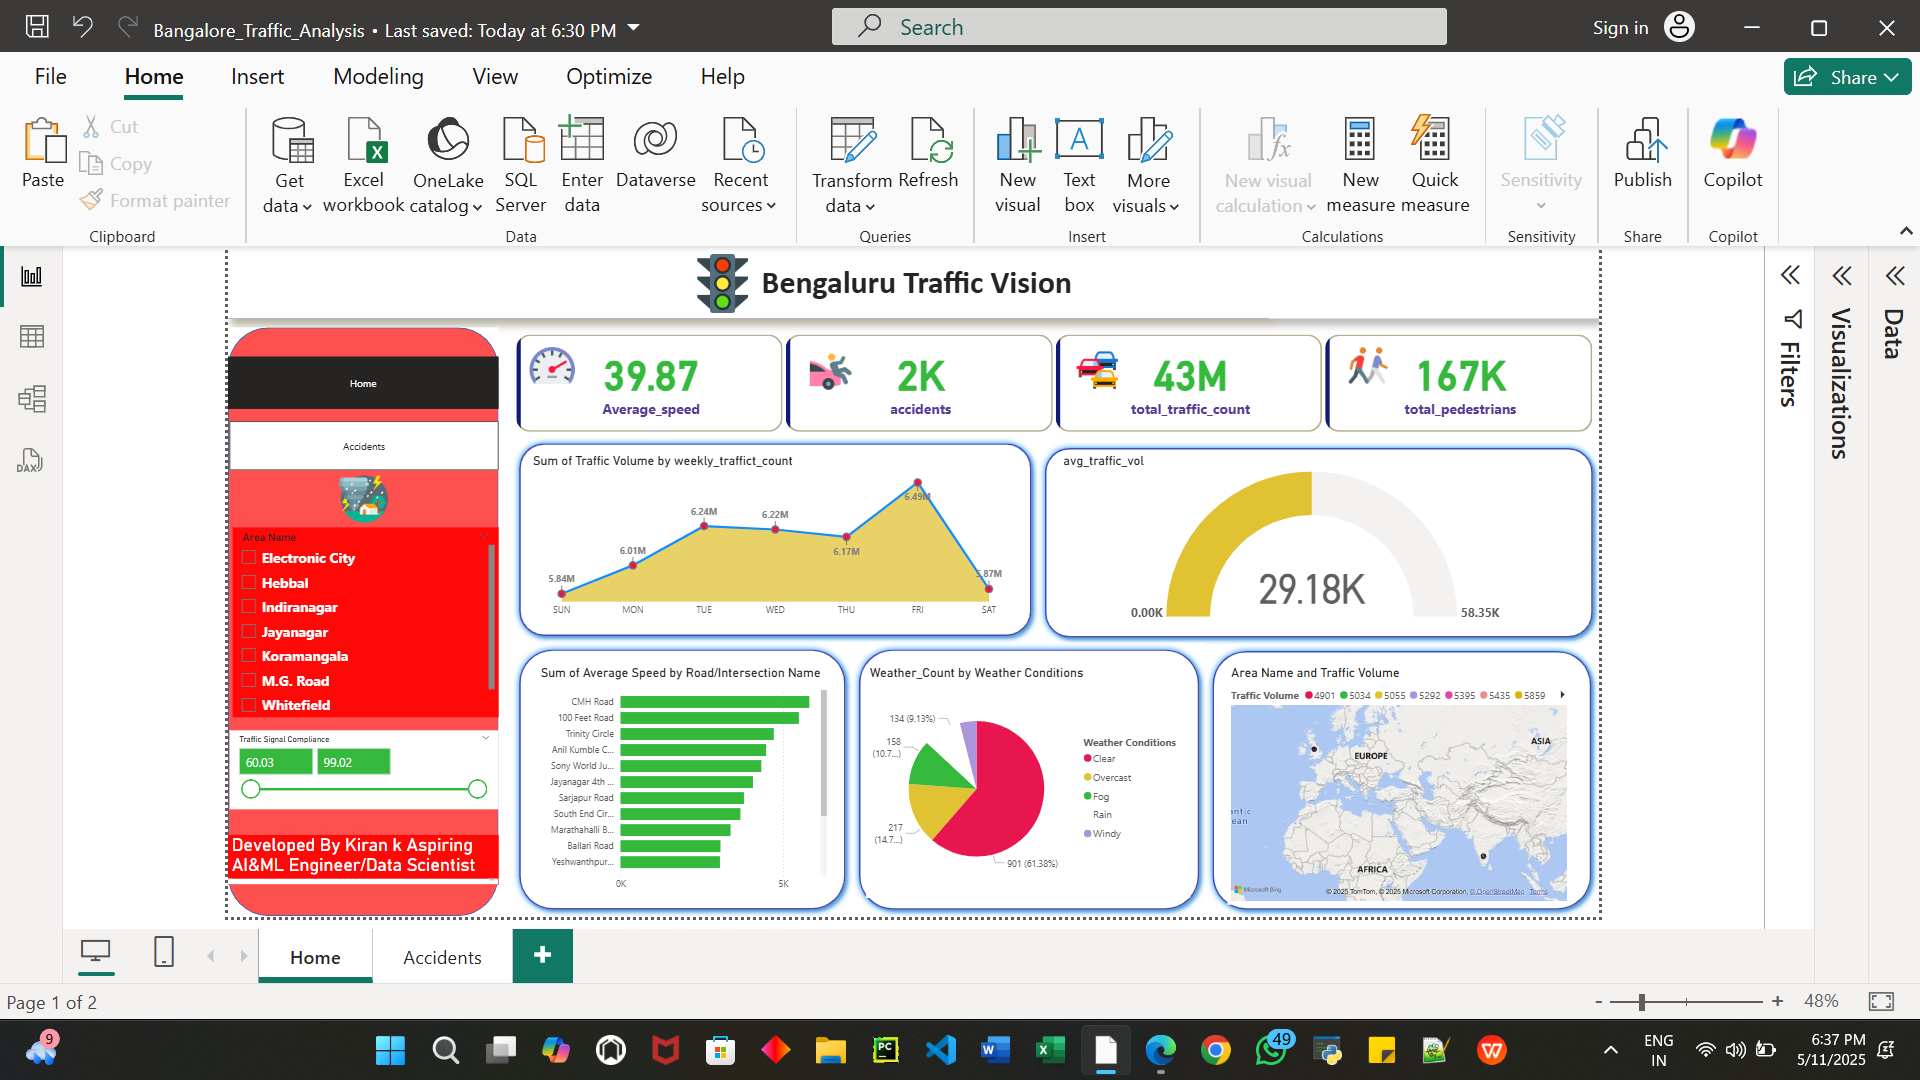 Bangalore_Traffic_Analysis • Last saved: Today at 6:30 PM
Search
Sign in
File Home Insert Modeling View Optimize Help
Share
Paste
Cut
Copy
Format painter
Clipboard
Get data
Excel workbook
OneLake catalog
SQL Server
Enter data
Dataverse
Recent sources
Data
Transform data
Refresh
Queries
New visual
Text box
More visuals
Insert
New visual calculation
New measure
Quick measure
Calculations
Sensitivity
Sensitivity
Publish
Share
Copilot
Copilot
DAX
Bengaluru Traffic Vision
Home
Accidents
Area Name
Electronic City
Hebbal
Indiranagar
Jayanagar
Koramangala
M.G. Road
Whitefield
Traffic Signal Compliance
60.03 99.02
Developed By Kiran k Aspiring
AI&ML Engineer/Data Scientist
39.87
Average_speed
2K
accidents
43M
total_traffic_count
167K
total_pedestrians
Sum of Traffic Volume by weekly_traffict_count
5.84M
6.01M
6.24M
6.22M
6.17M
6.49M
5.87M
SUN MON TUE WED THU FRI SAT
avg_traffic_vol
29.18K
0.00K
58.35K
Sum of Average Speed by Road/Intersection Name
CMH Road
100 Feet Road
Trinity Circle
Anil Kumble C...
Sony World Ju...
Jayanagar 4th ...
Sarjapur Road
South End Cir...
Marathahalli B...
Ballari Road
Yeshwanthpur...
0K 5K
Weather_Count by Weather Conditions
134 (9.13%)
158
(10.7...)
217
(14.7...)
901 (61.38%)
Weather Conditions
Clear
Overcast
Fog
Rain
Windy
Area Name and Traffic Volume
Traffic Volume 4901 5034 5055 5292 5395 5435 5859
ASIA
EUROPE
AFRICA
antic
ean
Microsoft Bing
© 2025 TomTom, © 2025 Microsoft Corporation, © OpenStreetMap Terms
Filters
Visualizations
Data
Home
Accidents
Page 1 of 2
- + 48%
9
PC
49
ENG
IN
6:37 PM
5/11/2025